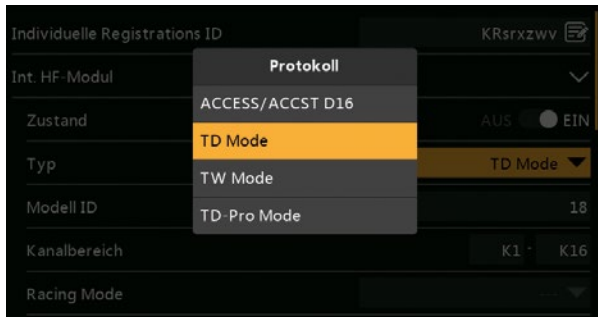 Individuelle Registrations ID KRsrxzwv
Int. HF-Modul
Protokoll
ACCESS/ACCST D16
Zustand AUS EIN
TD Mode
Typ TD Mode
TW Mode
Modell ID 18
TD-Pro Mode
Kanalbereich K1 - K16
Racing Mode ---